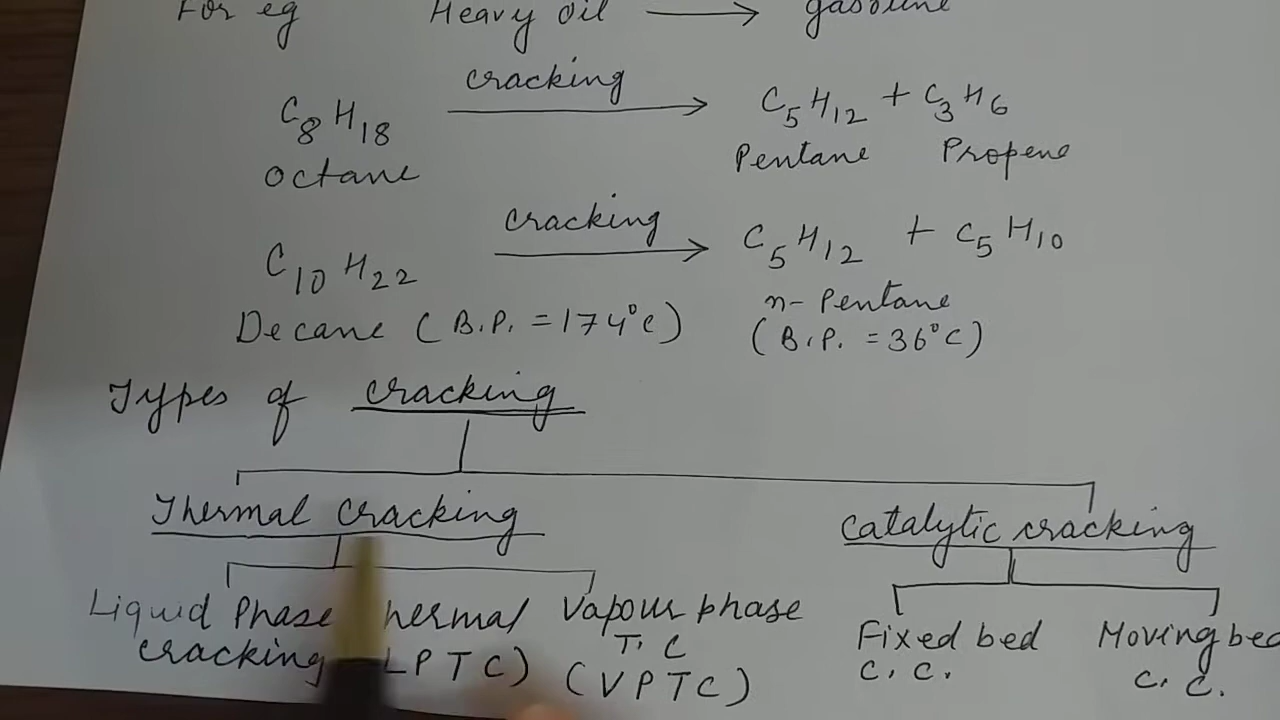 For eg Heavy oil → gasoline
cracking
C8H18 → C5H12 + C3H6
Octane Pentane Propene
cracking
C10H22 → C5H12 + C5H10
Decane (B.P. = 174°C) n-Pentane
(B.P. = 36°C)
Types of cracking
Thermal cracking Catalytic cracking
Liquid Phase hermal Vapour phase
cracking LPTC) T. C
(VPTC)
Fixed bed Moving bed
C. C. C. C.